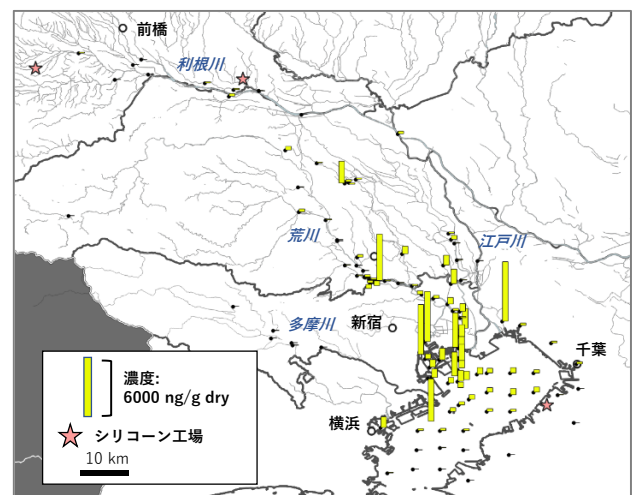 前橋
利根川
荒川
江戸川
多摩川
新宿
千葉
横浜
濃度:
6000 ng/g dry
シリコーン工場
10 km